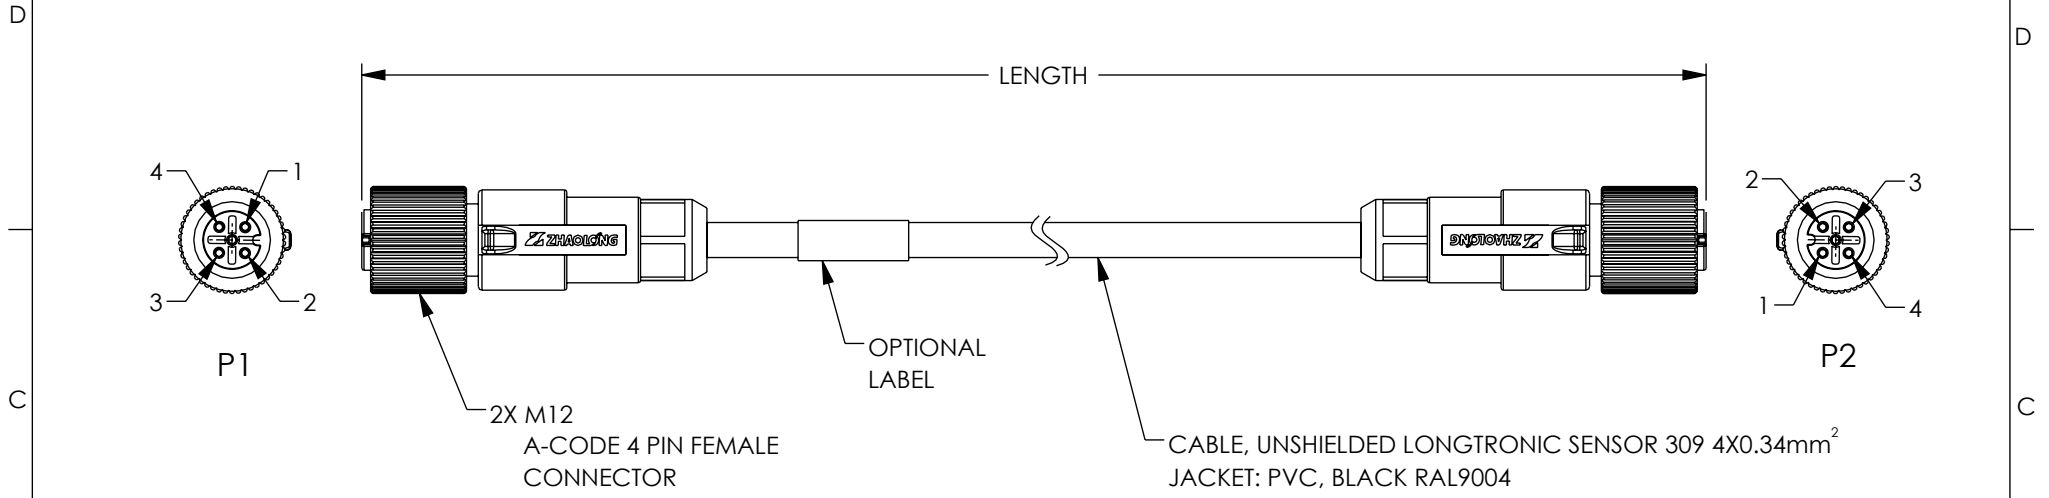 D
D
LENGTH
4
1
3
2
P1
ZHAOLONG
ZHAOLONG
2
3
1
4
P2
OPTIONAL
LABEL
C
C
2X M12
A-CODE 4 PIN FEMALE
CONNECTOR
CABLE, UNSHIELDED LONGTRONIC SENSOR 309 4X0.34mm²
JACKET: PVC, BLACK RAL9004